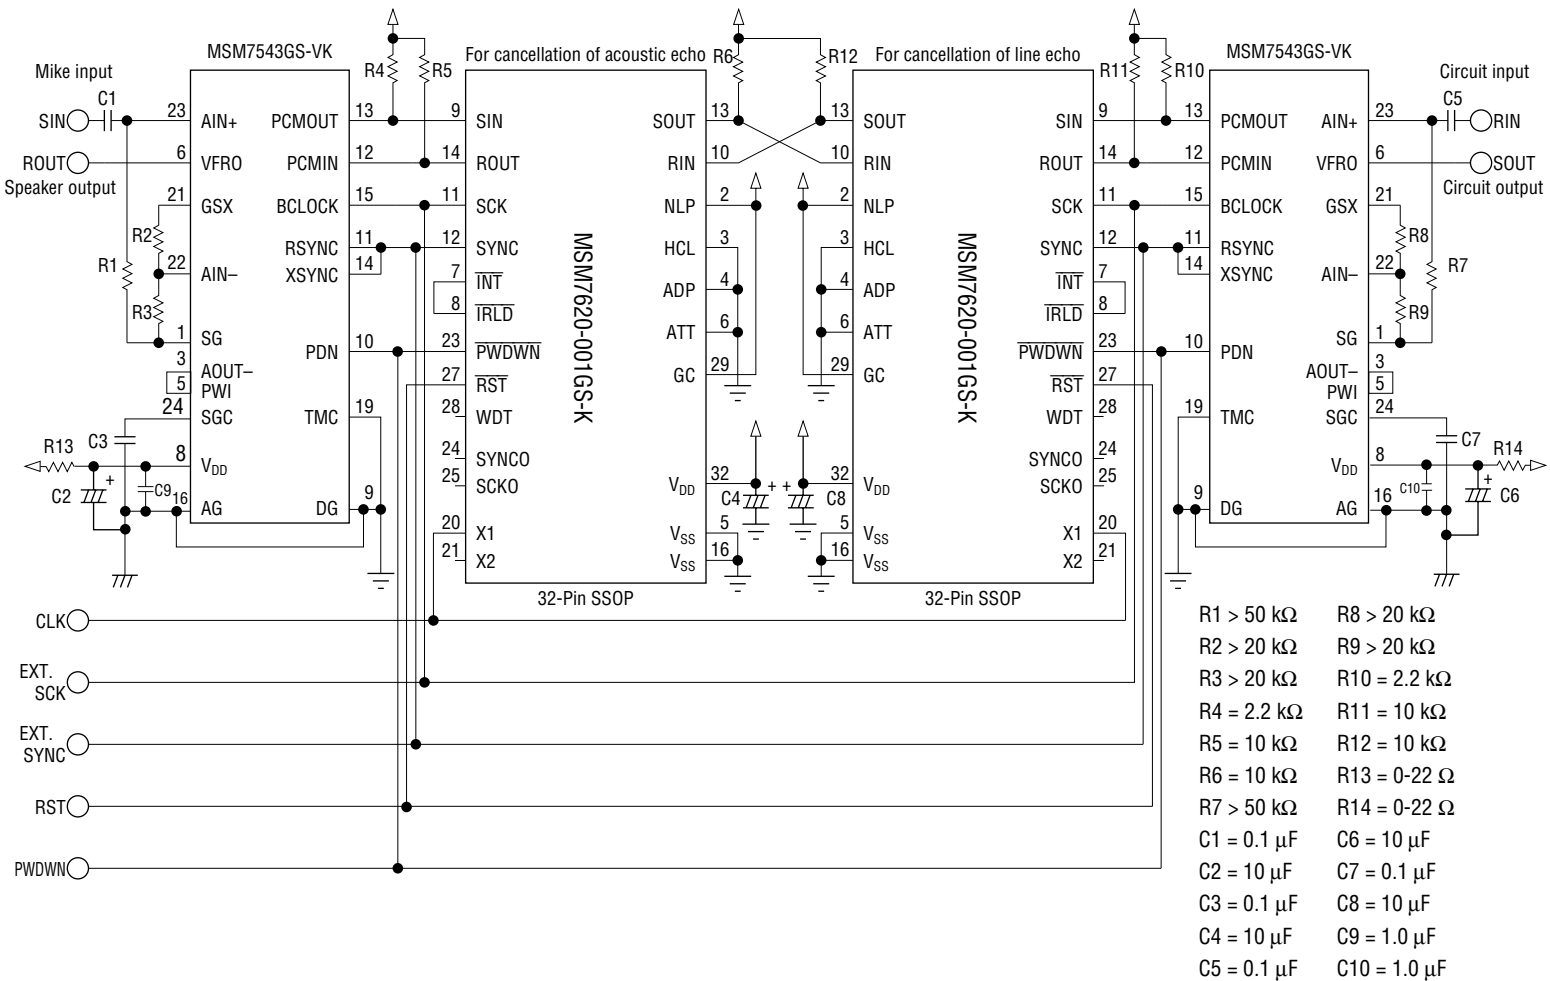 MSM7543GS-VK
For cancellation of acoustic echo
For cancellation of line echo
MSM7543GS-VK
Mike input
SIN
C1
ROUT
Speaker output
R1
R2
R3
23 AIN+
6 VFRO
21 GSX
22 AIN–
1 SG
3 AOUT–
5 PWI
24 SGC
8 VDD
16 AG
PCMOUT 13
PCMIN 12
BCLOCK 15
RSYNC 11
XSYNC 14
PDN 10
TMC 19
DG 9
R13
C3
C2
+
C9
R4
R5
9 SIN
14 ROUT
11 SCK
12 SYNC
7 INT
8 IRLD
23 PWDWN
27 RST
28 WDT
24 SYNCO
25 SCKO
20 X1
21 X2
MSM7620-001GS-K
SOUT 13
RIN 10
NLP 2
HCL 3
ADP 4
ATT 6
GC 29
VDD 32
VSS 5
VSS 16
32-Pin SSOP
R6
R12
C4
+
+
C8
13 SOUT
10 RIN
2 NLP
3 HCL
4 ADP
6 ATT
29 GC
32 VDD
5 VSS
16 VSS
MSM7620-001GS-K
SIN 9
ROUT 14
SCK 11
SYNC 12
INT 7
IRLD 8
PWDWN 23
RST 27
WDT 28
SYNCO 24
SCKO 25
X1 20
X2 21
32-Pin SSOP
R11
R10
13 PCMOUT
12 PCMIN
15 BCLOCK
11 RSYNC
14 XSYNC
10 PDN
19 TMC
9 DG
AIN+ 23
VFRO 6
GSX 21
AIN– 22
SG 1
AOUT– 3
PWI 5
SGC 24
VDD 8
AG 16
Circuit input
C5
RIN
SOUT
Circuit output
R8
R7
R9
C7
R14
C10
+
C6
CLK
EXT.
SCK
EXT.
SYNC
RST
PWDWN
R1 > 50 kΩ
R2 > 20 kΩ
R3 > 20 kΩ
R4 = 2.2 kΩ
R5 = 10 kΩ
R6 = 10 kΩ
R7 > 50 kΩ
C1 = 0.1 µF
C2 = 10 µF
C3 = 0.1 µF
C4 = 10 µF
C5 = 0.1 µF
R8 > 20 kΩ
R9 > 20 kΩ
R10 = 2.2 kΩ
R11 = 10 kΩ
R12 = 10 kΩ
R13 = 0-22 Ω
R14 = 0-22 Ω
C6 = 10 µF
C7 = 0.1 µF
C8 = 10 µF
C9 = 1.0 µF
C10 = 1.0 µF